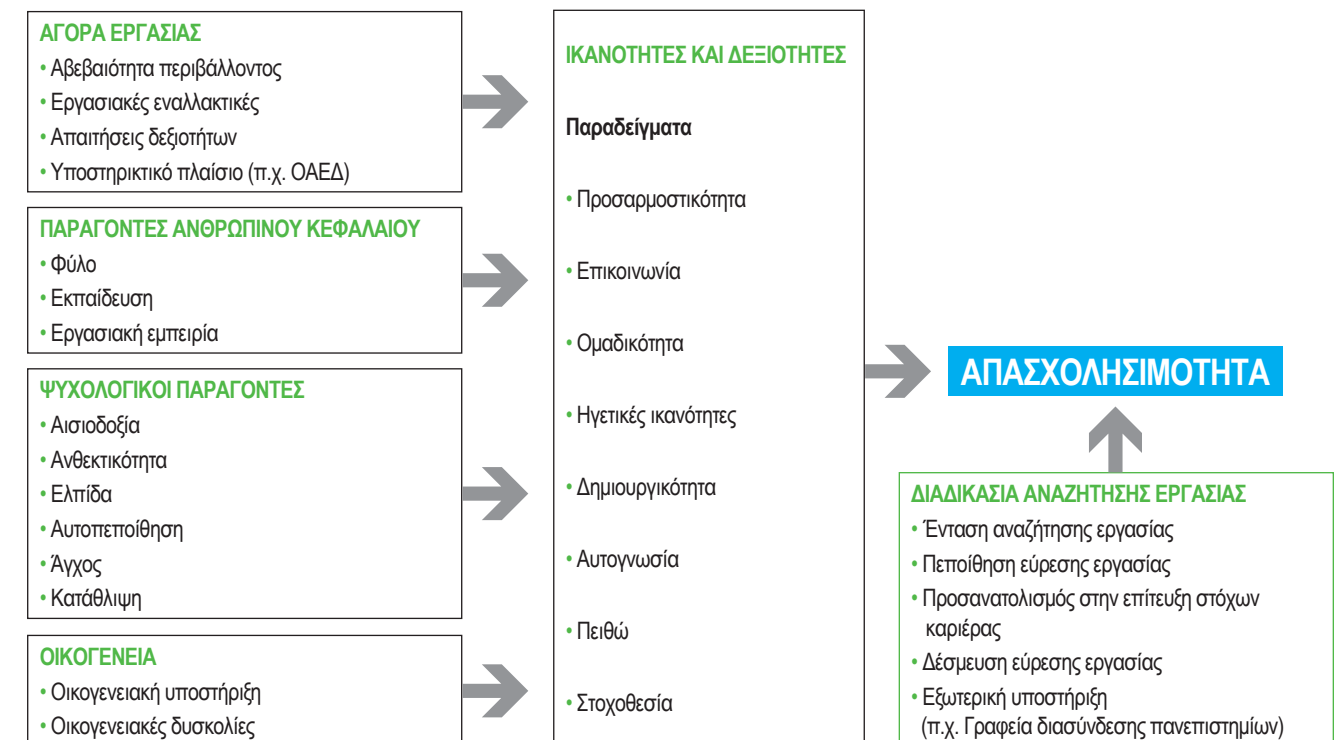 ΑΓΟΡΑ ΕΡΓΑΣΙΑΣ
• Αβεβαιότητα περιβάλλοντος
• Εργασιακές εναλλακτικές
• Απαιτήσεις δεξιοτήτων
• Υποστηρικτικό πλαίσιο (π.χ. ΟΑΕΔ)
ΠΑΡΑΓΟΝΤΕΣ ΑΝΘΡΩΠΙΝΟΥ ΚΕΦΑΛΑΙΟΥ
• Φύλο
• Εκπαίδευση
• Εργασιακή εμπειρία
ΨΥΧΟΛΟΓΙΚΟΙ ΠΑΡΑΓΟΝΤΕΣ
• Αισιοδοξία
• Ανθεκτικότητα
• Ελπίδα
• Αυτοπεποίθηση
• Άγχος
• Κατάθλιψη
ΟΙΚΟΓΕΝΕΙΑ
• Οικογενειακή υποστήριξη
• Οικογενειακές δυσκολίες
ΙΚΑΝΟΤΗΤΕΣ ΚΑΙ ΔΕΞΙΟΤΗΤΕΣ
Παραδείγματα
• Προσαρμοστικότητα
• Επικοινωνία
• Ομαδικότητα
• Ηγετικές ικανότητες
• Δημιουργικότητα
• Αυτογνωσία
• Πειθώ
• Στοχοθεσία
ΑΠΑΣΧΟΛΗΣΙΜΟΤΗΤΑ
ΔΙΑΔΙΚΑΣΙΑ ΑΝΑΖΗΤΗΣΗΣ ΕΡΓΑΣΙΑΣ
• Ένταση αναζήτησης εργασίας
• Πεποίθηση εύρεσης εργασίας
• Προσανατολισμός στην επίτευξη στόχων
καριέρας
• Δέσμευση εύρεσης εργασίας
• Εξωτερική υποστήριξη
(π.χ. Γραφεία διασύνδεσης πανεπιστημίων)